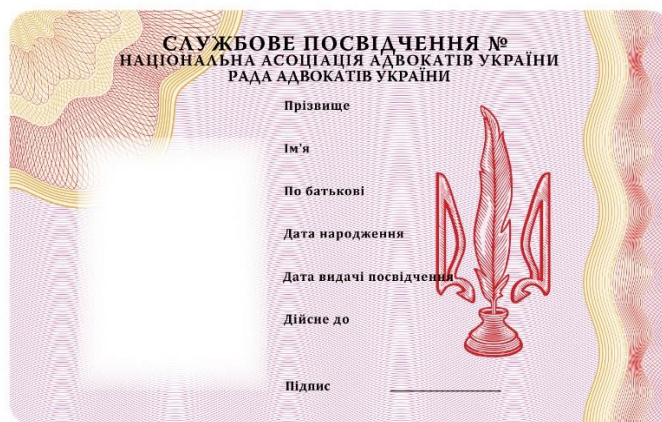 СЛУЖБОВЕ ПОСВІДЧЕННЯ №
НАЦІОНАЛЬНА АСОЦІАЦІЯ АДВОКАТІВ УКРАЇНИ
РАДА АДВОКАТІВ УКРАЇНИ
Прізвище
Ім'я
По батькові
Дата народження
Дата видачі посвідчення
Дійсне до
Підпис